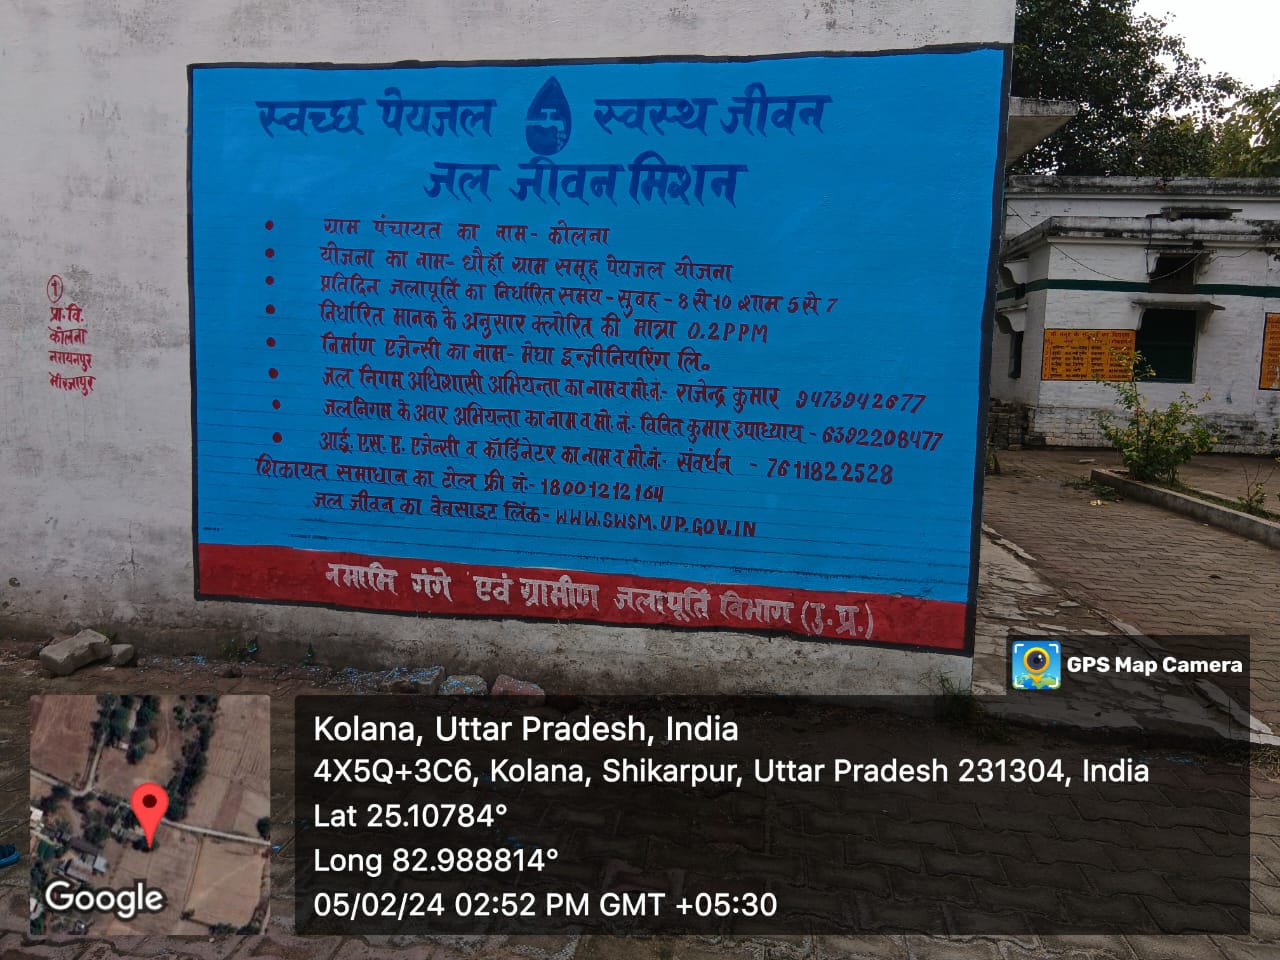 स्वच्छ पेयजल स्वस्थ जीवन
जल जीवन मिशन
• ग्राम पंचायत का नाम - कोलना
• योजना का नाम - धौहाॅ ग्राम समूह पेयजल योजना
• प्रतिदिन जलापूर्ति का निर्धारित समय - सुबह - 8 से 10 शाम 5 से 7
• निर्धारित मानक के अनुसार क्लोरित की मात्रा 0.2PPM
• निर्माण एजेन्सी का नाम - मेघा इन्जीनियरिंग लि०
• जल निगम अधिशासी अभियन्ता का नाम व मो.नं.- राजेन्द्र कुमार 9473942677
• जल निगम के अवर अभियन्ता का नाम व मो.नं.- विनित कुमार उपाध्याय - 6392208477
• आई.एस.ए. एजेन्सी व कॉर्डिनेटर का नाम व मो.नं.- संवर्धन - 7611822528
शिकायत समाधान का टोल फ्री नं.- 18001212164
जल जीवन का वेबसाइट लिंक - WWW.SWSM.UP.GOV.IN
नमामि गंगे एवं ग्रामीण जलापूर्ति विभाग (उ.प्र.)
1
प्रा.वि.
कोलना
नरायनपुर
मीरजापुर
GPS Map Camera
Kolana, Uttar Pradesh, India
4X5Q+3C6, Kolana, Shikarpur, Uttar Pradesh 231304, India
Lat 25.10784°
Long 82.988814°
05/02/24 02:52 PM GMT +05:30
Google